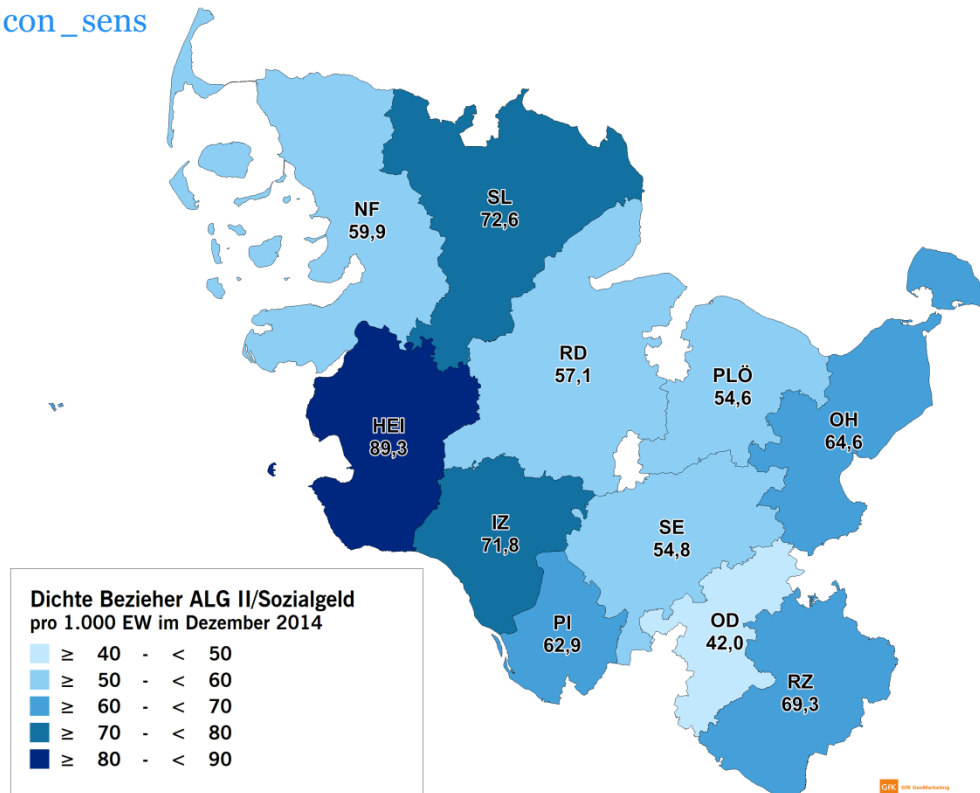 con_sens
NF
59,9
SL
72,6
RD
57,1
PLÖ
54,6
OH
64,6
HEI
89,3
IZ
71,8
SE
54,8
PI
62,9
OD
42,0
RZ
69,3
Dichte Bezieher ALG II/Sozialgeld
pro 1.000 EW im Dezember 2014
≥ 40 - < 50
≥ 50 - < 60
≥ 60 - < 70
≥ 70 - < 80
≥ 80 - < 90
GfK GfK GeoMarketing